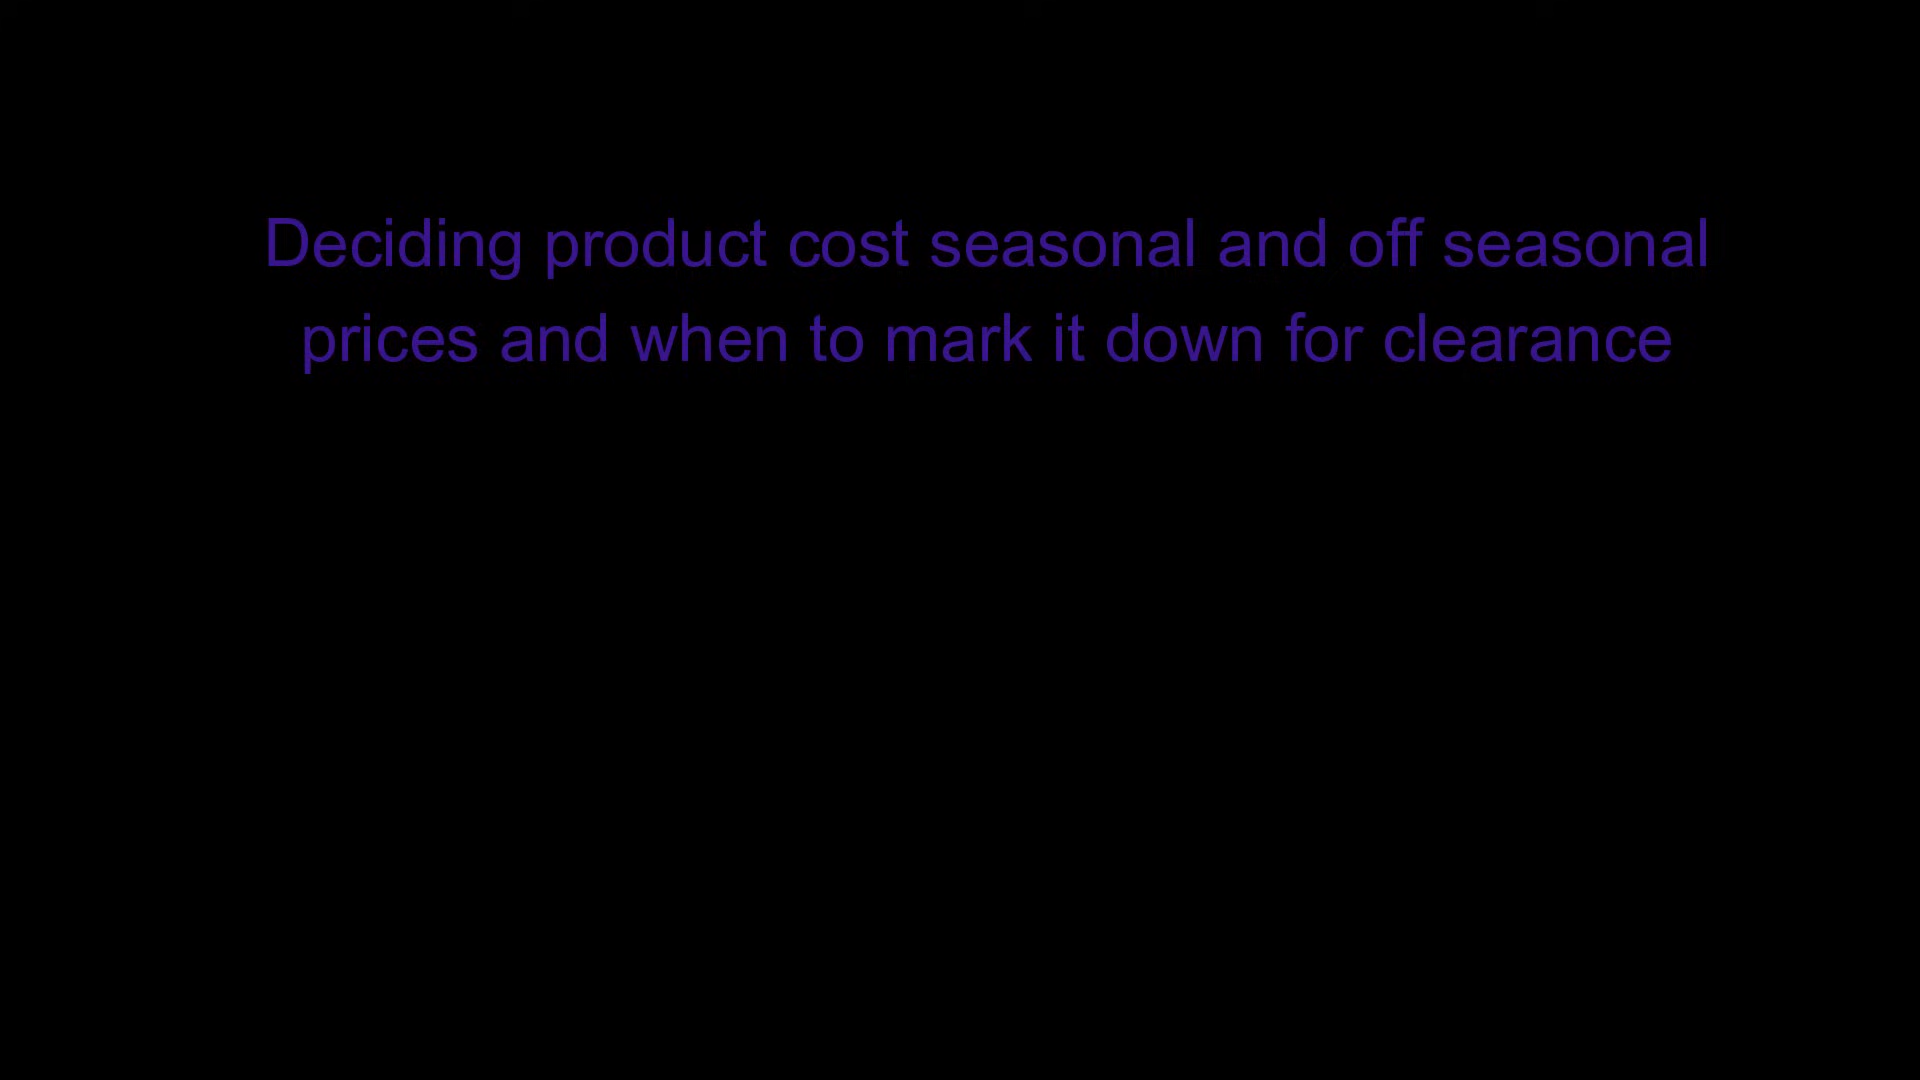 Deciding product cost seasonal and off seasonal
prices and when to mark it down for clearance